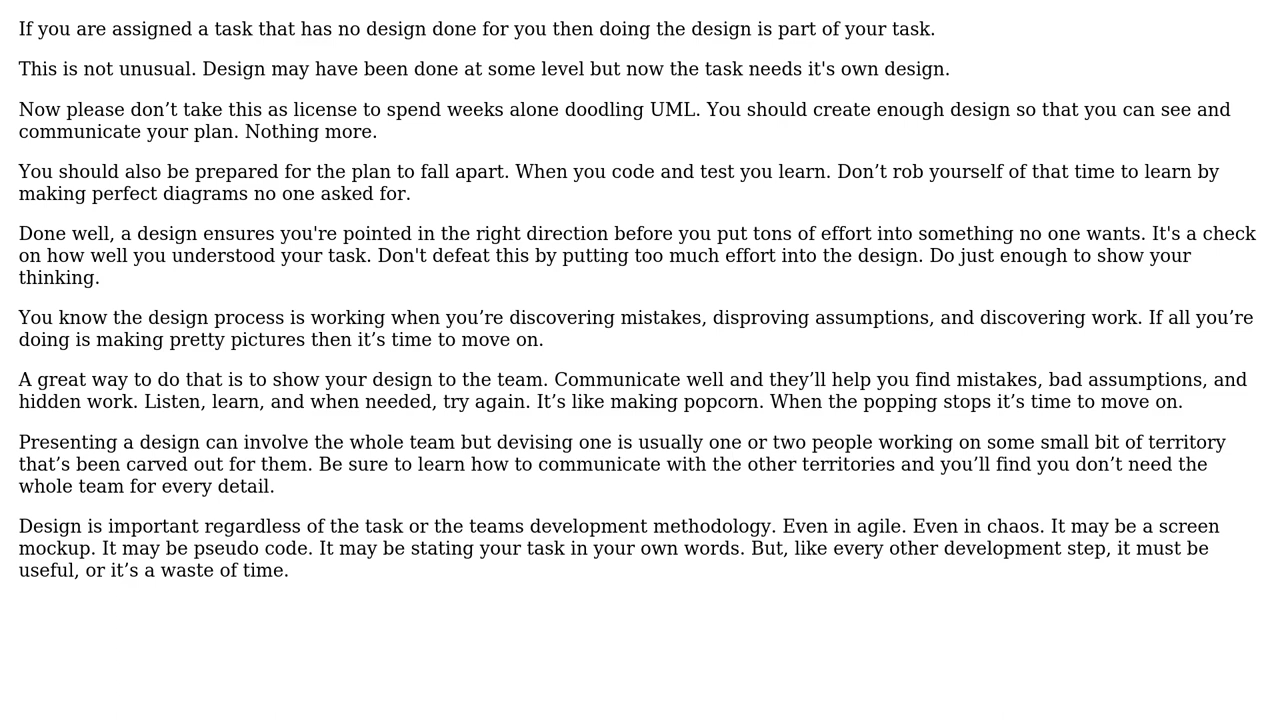 If you are assigned a task that has no design done for you then doing the design is part of your task.
This is not unusual. Design may have been done at some level but now the task needs it's own design.
Now please don’t take this as license to spend weeks alone doodling UML. You should create enough design so that you can see and
communicate your plan. Nothing more.
You should also be prepared for the plan to fall apart. When you code and test you learn. Don’t rob yourself of that time to learn by
making perfect diagrams no one asked for.
Done well, a design ensures you're pointed in the right direction before you put tons of effort into something no one wants. It's a check
on how well you understood your task. Don't defeat this by putting too much effort into the design. Do just enough to show your
thinking.
You know the design process is working when you’re discovering mistakes, disproving assumptions, and discovering work. If all you’re
doing is making pretty pictures then it’s time to move on.
A great way to do that is to show your design to the team. Communicate well and they’ll help you find mistakes, bad assumptions, and
hidden work. Listen, learn, and when needed, try again. It’s like making popcorn. When the popping stops it’s time to move on.
Presenting a design can involve the whole team but devising one is usually one or two people working on some small bit of territory
that’s been carved out for them. Be sure to learn how to communicate with the other territories and you’ll find you don’t need the
whole team for every detail.
Design is important regardless of the task or the teams development methodology. Even in agile. Even in chaos. It may be a screen
mockup. It may be pseudo code. It may be stating your task in your own words. But, like every other development step, it must be
useful, or it’s a waste of time.